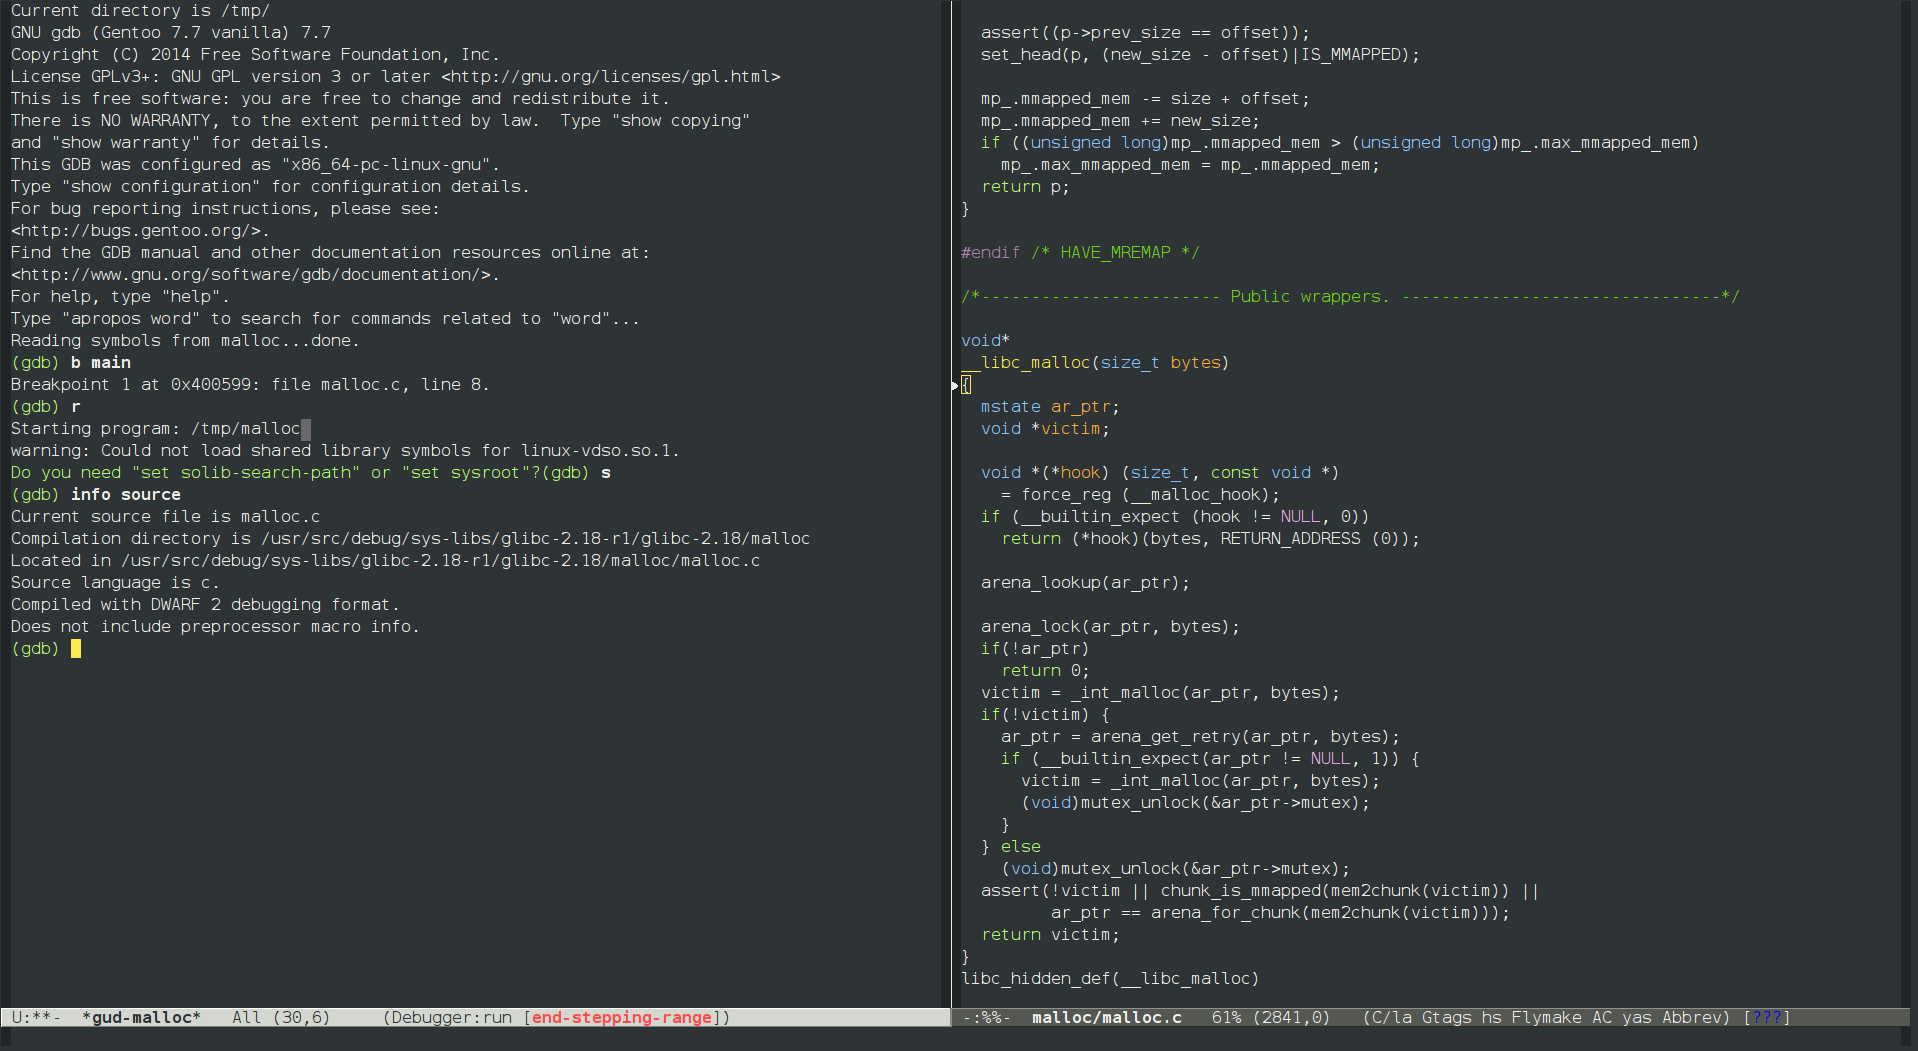 Current directory is /tmp/
GNU gdb (Gentoo 7.7 vanilla) 7.7
Copyright (C) 2014 Free Software Foundation, Inc.
License GPLv3+: GNU GPL version 3 or later <http://gnu.org/licenses/gpl.html>
This is free software: you are free to change and redistribute it.
There is NO WARRANTY, to the extent permitted by law.  Type "show copying"
and "show warranty" for details.
This GDB was configured as "x86_64-pc-linux-gnu".
Type "show configuration" for configuration details.
For bug reporting instructions, please see:
<http://bugs.gentoo.org/>.
Find the GDB manual and other documentation resources online at:
<http://www.gnu.org/software/gdb/documentation/>.
For help, type "help".
Type "apropos word" to search for commands related to "word"...
Reading symbols from malloc...done.
(gdb) b main
Breakpoint 1 at 0x400599: file malloc.c, line 8.
(gdb) r
Starting program: /tmp/malloc
warning: Could not load shared library symbols for linux-vdso.so.1.
Do you need "set solib-search-path" or "set sysroot"?(gdb) s
(gdb) info source
Current source file is malloc.c
Compilation directory is /usr/src/debug/sys-libs/glibc-2.18-r1/glibc-2.18/malloc
Located in /usr/src/debug/sys-libs/glibc-2.18-r1/glibc-2.18/malloc/malloc.c
Source language is c.
Compiled with DWARF 2 debugging format.
Does not include preprocessor macro info.
(gdb)
U:**-  *gud-malloc*   All (30,6)     (Debugger:run [end-stepping-range])
  assert((p->prev_size == offset));
  set_head(p, (new_size - offset)|IS_MMAPPED);
  mp_.mmapped_mem -= size + offset;
  mp_.mmapped_mem += new_size;
  if ((unsigned long)mp_.mmapped_mem > (unsigned long)mp_.max_mmapped_mem)
    mp_.max_mmapped_mem = mp_.mmapped_mem;
  return p;
}
#endif /* HAVE_MREMAP */
/*------------------------ Public wrappers. --------------------------------*/
void*
__libc_malloc(size_t bytes)
{
  mstate ar_ptr;
  void *victim;
  void *(*hook) (size_t, const void *)
    = force_reg (__malloc_hook);
  if (__builtin_expect (hook != NULL, 0))
    return (*hook)(bytes, RETURN_ADDRESS (0));
  arena_lookup(ar_ptr);
  arena_lock(ar_ptr, bytes);
  if(!ar_ptr)
    return 0;
  victim = _int_malloc(ar_ptr, bytes);
  if(!victim) {
    ar_ptr = arena_get_retry(ar_ptr, bytes);
    if (__builtin_expect(ar_ptr != NULL, 1)) {
      victim = _int_malloc(ar_ptr, bytes);
      (void)mutex_unlock(&ar_ptr->mutex);
    }
  } else
    (void)mutex_unlock(&ar_ptr->mutex);
  assert(!victim || chunk_is_mmapped(mem2chunk(victim)) ||
         ar_ptr == arena_for_chunk(mem2chunk(victim)));
  return victim;
}
libc_hidden_def(__libc_malloc)
-:%%-  malloc/malloc.c   61% (2841,0)   (C/la Gtags hs Flymake AC yas Abbrev) [???]